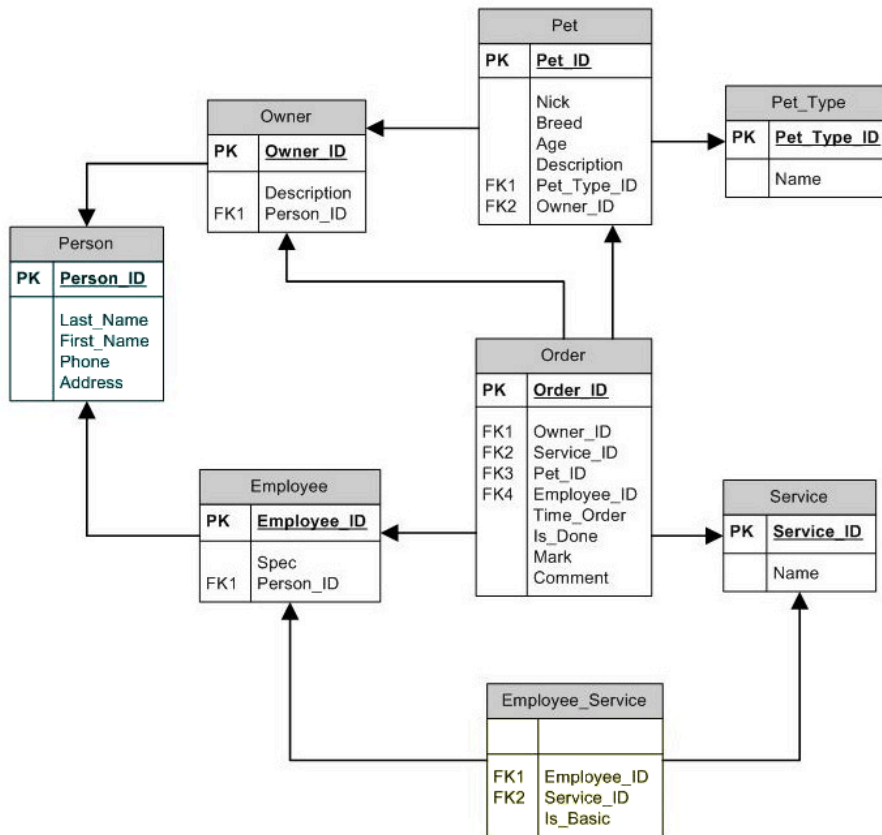 Pet
PK Pet_ID
Nick
Breed
Age
Description
FK1 Pet_Type_ID
FK2 Owner_ID
Pet_Type
PK Pet_Type_ID
Name
Owner
PK Owner_ID
Description
FK1 Person_ID
Person
PK Person_ID
Last_Name
First_Name
Phone
Address
Order
PK Order_ID
FK1 Owner_ID
FK2 Service_ID
FK3 Pet_ID
FK4 Employee_ID
Time_Order
Is_Done
Mark
Comment
Employee
PK Employee_ID
Spec
FK1 Person_ID
Service
PK Service_ID
Name
Employee_Service
FK1 Employee_ID
FK2 Service_ID
Is_Basic